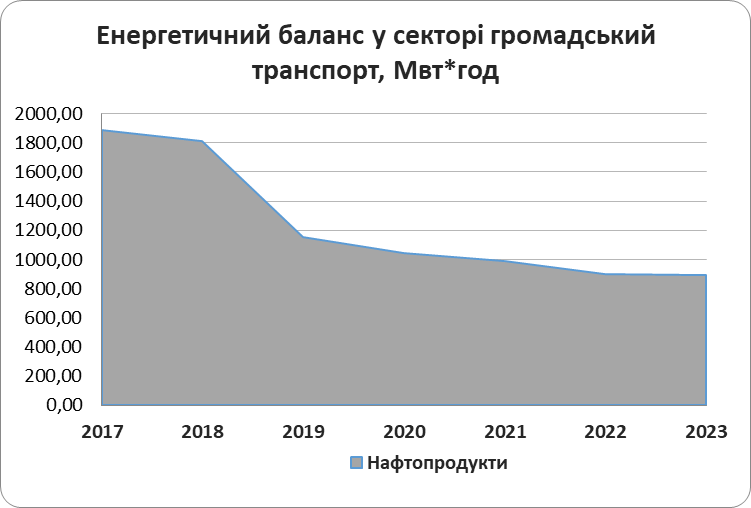 Енергетичний баланс у секторі громадський
транспорт, Мвт*год
2000,00
1800,00
1600,00
1400,00
1200,00
1000,00
800,00
600,00
400,00
200,00
0,00
2017 2018 2019 2020 2021 2022 2023
Нафтопродукти